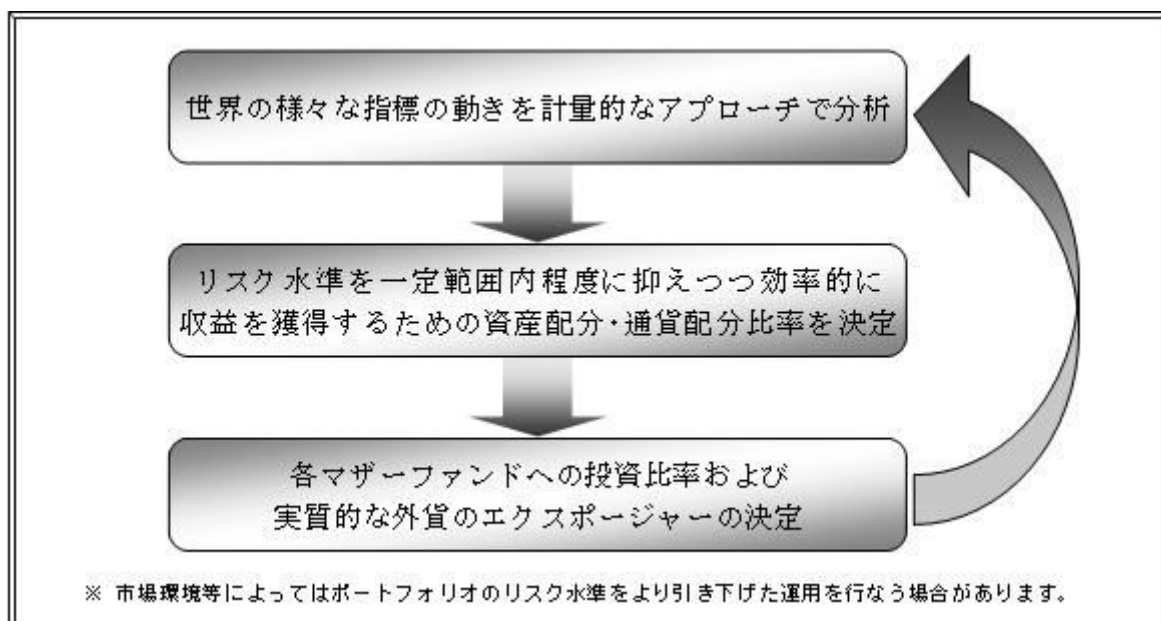 世界の様々な指標の動きを計量的なアプローチで分析
リスク水準を一定範囲内程度に抑えつつ効率的に
収益を獲得するための資産配分・通貨配分比率を決定
各マザーファンドへの投資比率および
実質的な外貨のエクスポージャーの決定
※ 市場環境等によってはポートフォリオのリスク水準をより引き下げた運用を行なう場合があります。